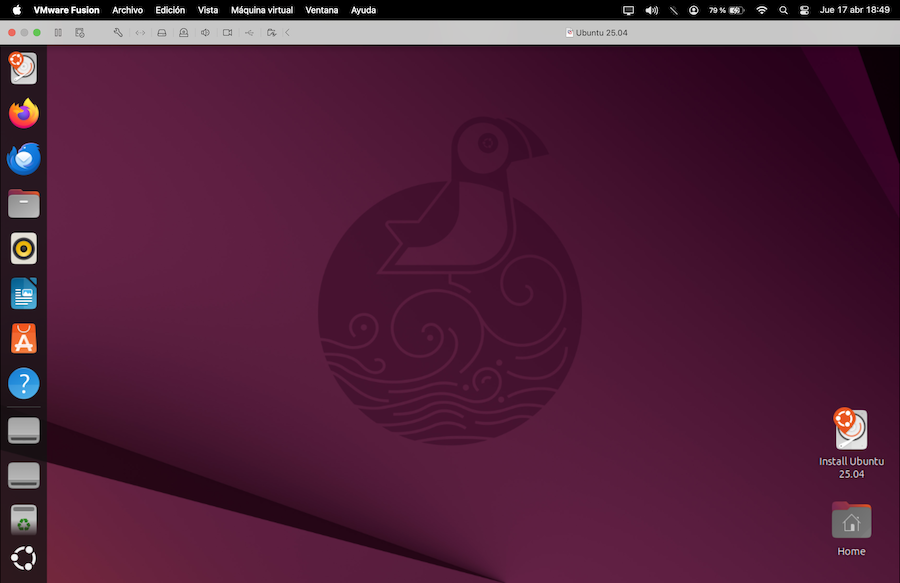 VMware Fusion Archivo Edición Vista Máquina virtual Ventana Ayuda 79 % Jue 17 abr 18:49
Ubuntu 25.04
Install Ubuntu
25.04
Home